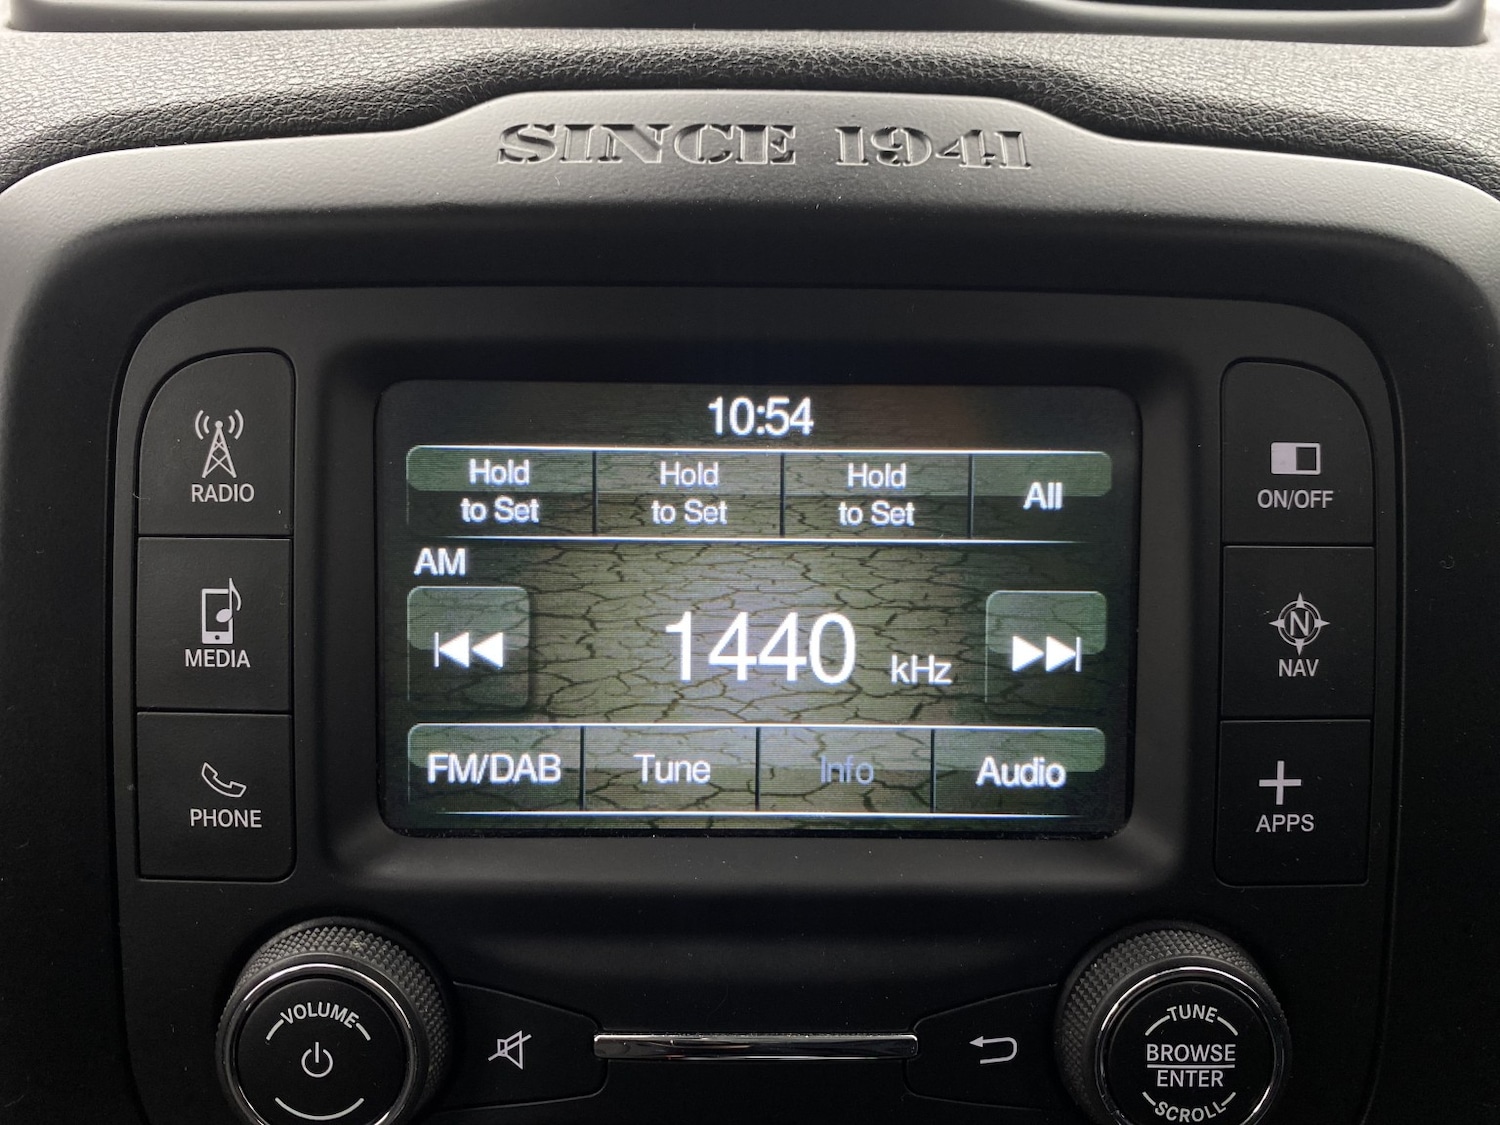 SINCE 1941
10:54
Hold
to Set
Hold
to Set
Hold
to Set
All
AM
1440 kHz
FM/DAB
Tune
Info
Audio
RADIO
MEDIA
PHONE
ON/OFF
NAV
APPS
VOLUME
TUNE
BROWSE
ENTER
SCROLL